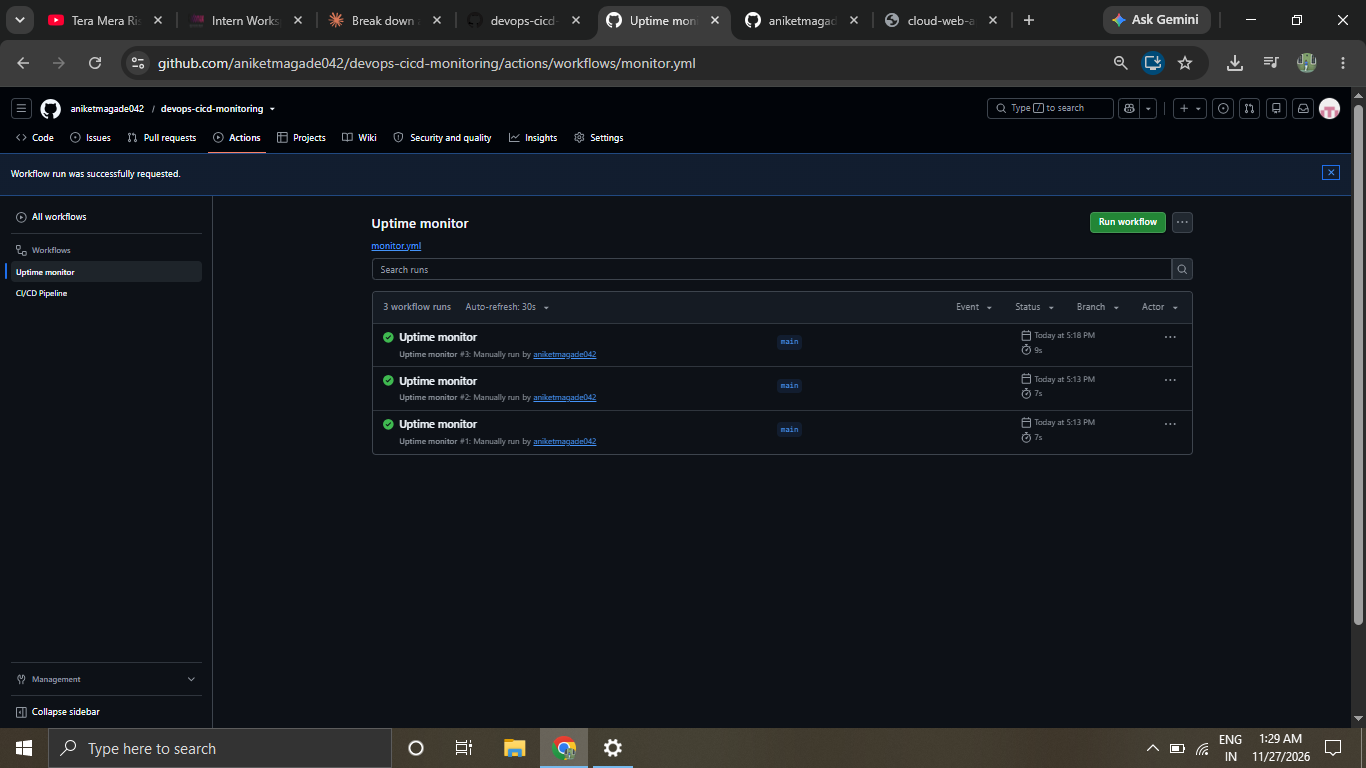 Tera Mera Ris
Intern Works
Break down
devops-cicd-
Uptime mon
aniketmagad
cloud-web-a
Ask Gemini
github.com/aniketmagade042/devops-cicd-monitoring/actions/workflows/monitor.yml
aniketmagade042 / devops-cicd-monitoring
Type / to search
Code Issues Pull requests Actions Projects Wiki Security and quality Insights Settings
Workflow run was successfully requested.
All workflows
Workflows
Uptime monitor
CI/CD Pipeline
Management
Collapse sidebar
Uptime monitor
Run workflow
monitor.yml
Search runs
3 workflow runs Auto-refresh: 30s Event Status Branch Actor
Uptime monitor
Uptime monitor #3: Manually run by aniketmagade042
main
Today at 5:18 PM
9s
Uptime monitor
Uptime monitor #2: Manually run by aniketmagade042
main
Today at 5:13 PM
7s
Uptime monitor
Uptime monitor #1: Manually run by aniketmagade042
main
Today at 5:13 PM
7s
Type here to search
ENG
IN
1:29 AM
11/27/2026